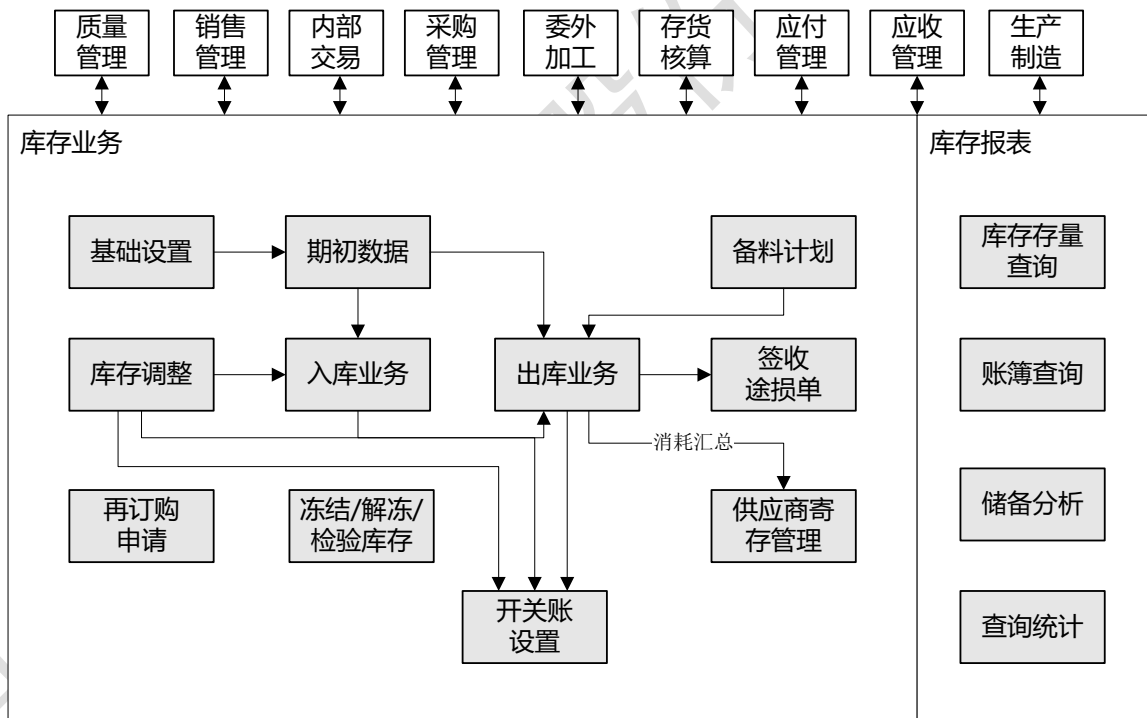 质量
管理
销售
管理
内部
交易
采购
管理
委外
加工
存货
核算
应付
管理
应收
管理
生产
制造
库存业务
库存报表
基础设置
期初数据
备料计划
库存存量
查询
库存调整
入库业务
出库业务
签收
途损单
账簿查询
消耗汇总
再订购
申请
冻结/解冻/
检验库存
供应商寄
存管理
储备分析
开关账
设置
查询统计